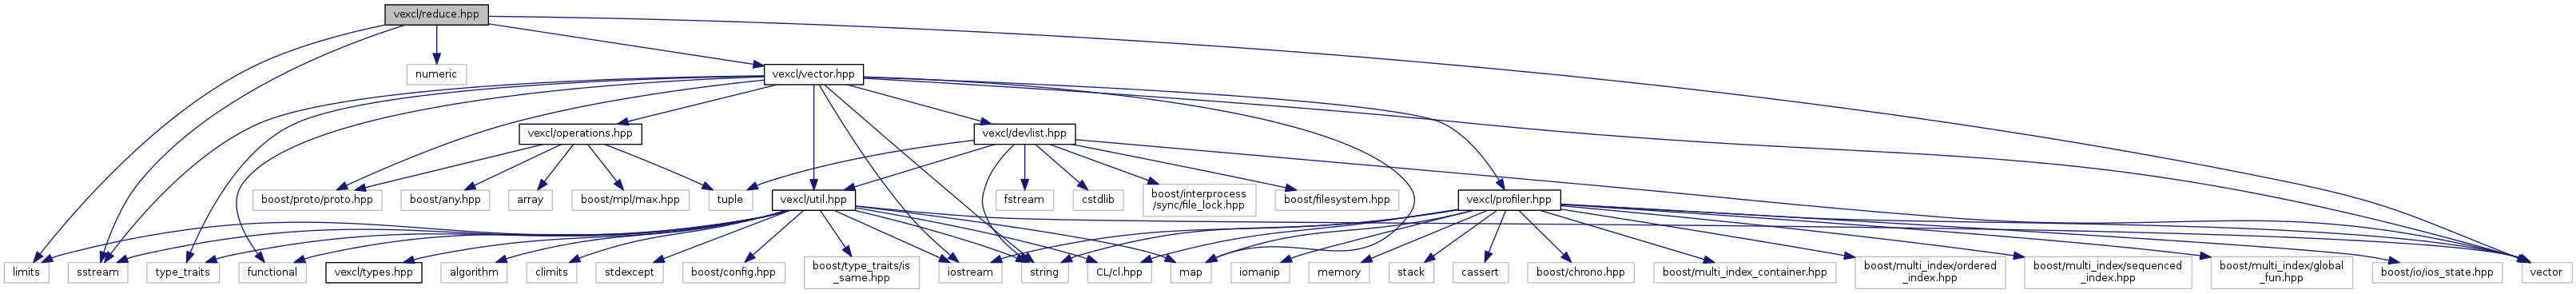 vexcl/reduce.hpp
numeric
vexcl/vector.hpp
vexcl/operations.hpp
vexcl/devlist.hpp
boost/proto/proto.hpp
boost/any.hpp
array
boost/mpl/max.hpp
tuple
vexcl/util.hpp
fstream
cstdlib
boost/interprocess
/sync/file_lock.hpp
boost/filesystem.hpp
vexcl/profiler.hpp
limits
sstream
type_traits
functional
vexcl/types.hpp
algorithm
climits
stdexcept
boost/config.hpp
boost/type_traits/is
_same.hpp
iostream
string
CL/cl.hpp
map
iomanip
memory
stack
cassert
boost/chrono.hpp
boost/multi_index_container.hpp
boost/multi_index/ordered
_index.hpp
boost/multi_index/sequenced
_index.hpp
boost/multi_index/global
_fun.hpp
boost/io/ios_state.hpp
vector